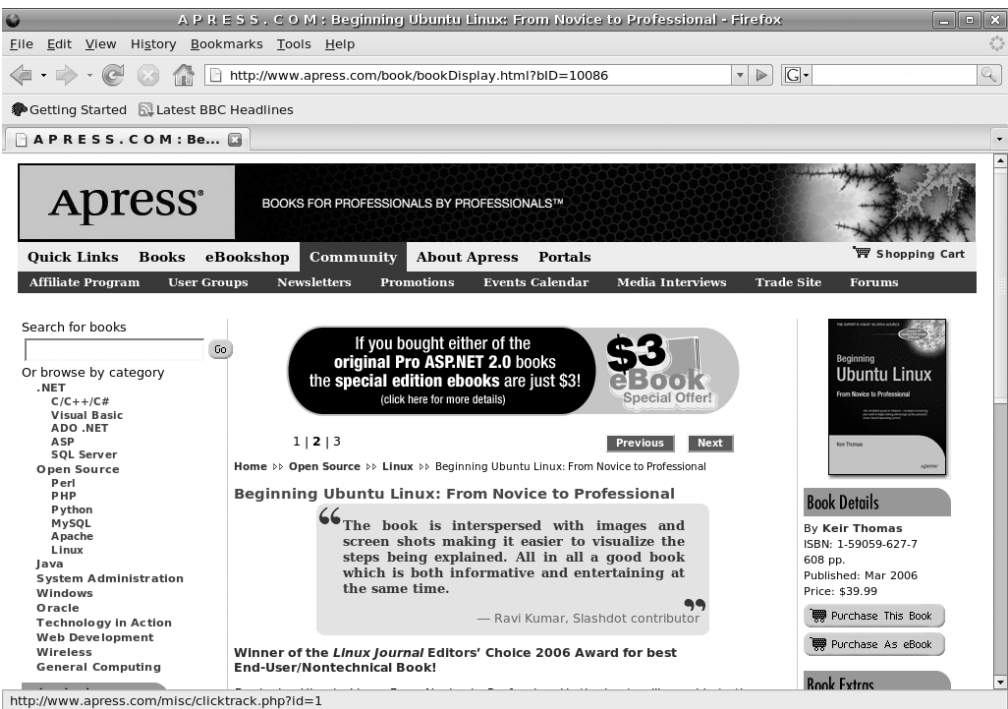 A P R E S S . C O M : Beginning Ubuntu Linux: From Novice to Professional - Firefox
File Edit View History Bookmarks Tools Help
http://www.apress.com/book/bookDisplay.html?bID=10086
G
Getting Started Latest BBC Headlines
A P R E S S . C O M : Be...
Apress®
BOOKS FOR PROFESSIONALS BY PROFESSIONALS™
Quick Links Books eBookshop Community About Apress Portals
Shopping Cart
Affiliate Program User Groups Newsletters Promotions Events Calendar Media Interviews Trade Site Forums
Search for books
Go
Or browse by category
.NET
C/C++/C#
Visual Basic
ADO .NET
ASP
SQL Server
Open Source
Perl
PHP
Python
MySQL
Apache
Linux
Java
System Administration
Windows
Oracle
Technology in Action
Web Development
Wireless
General Computing
If you bought either of the
original Pro ASP.NET 2.0 books
the special edition ebooks are just $3!
(click here for more details)
$3
eBook
Special Offer!
1 | 2 | 3
Previous Next
Home ▷▷ Open Source ▷▷ Linux ▷▷ Beginning Ubuntu Linux: From Novice to Professional
Beginning Ubuntu Linux: From Novice to Professional
“The book is interspersed with images and
screen shots making it easier to visualize the
steps being explained. All in all a good book
which is both informative and entertaining at
the same time.
”
— Ravi Kumar, Slashdot contributor
Winner of the Linux Journal Editors’ Choice 2006 Award for best
End-User/Nontechnical Book!
Beginning
Ubuntu Linux
From Novice to Professional
Keir Thomas
Apress
Book Details
By Keir Thomas
ISBN: 1-59059-627-7
608 pp.
Published: Mar 2006
Price: $39.99
Purchase This Book
Purchase As eBook
Book Extras
http://www.apress.com/misc/clicktrack.php?id=1